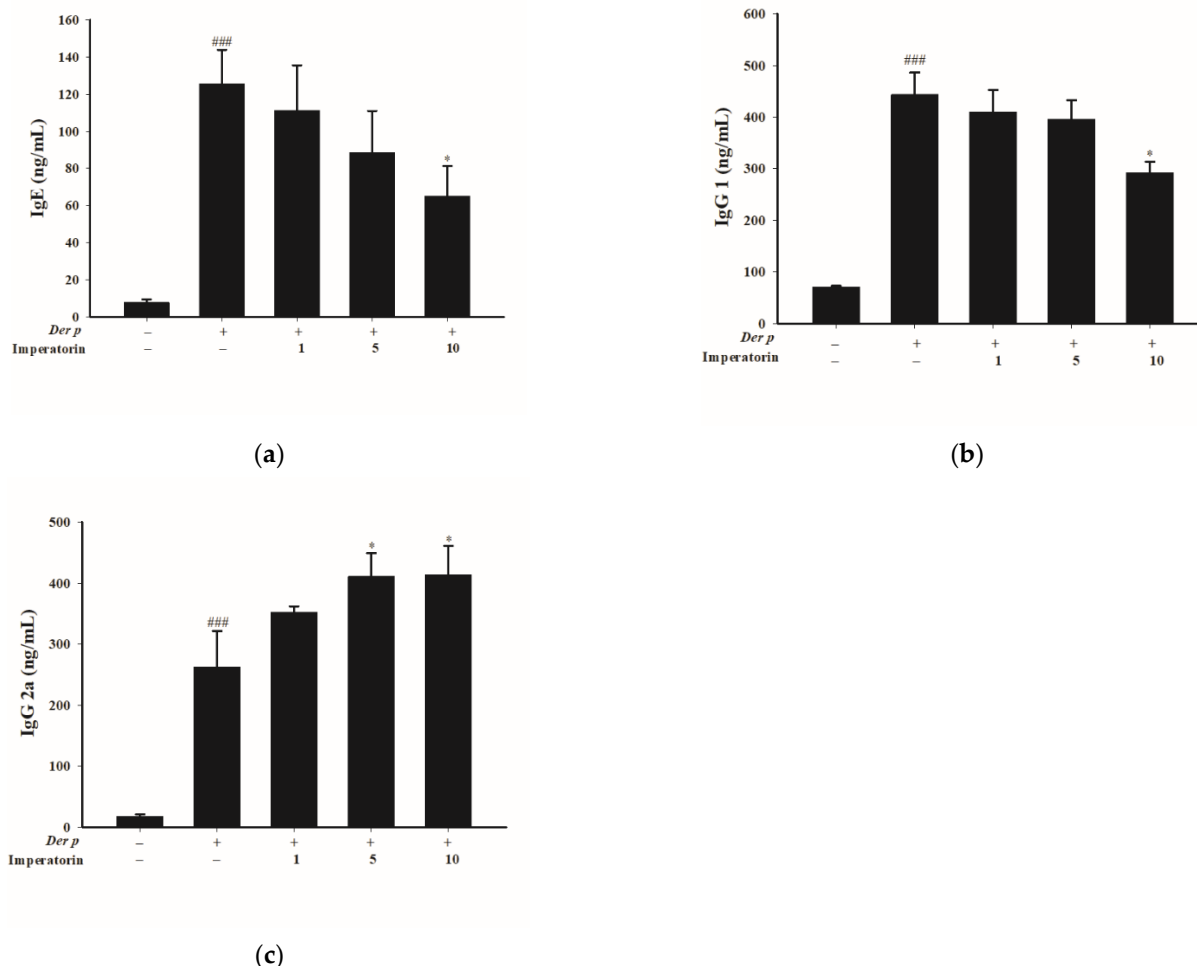 160
140
120
100
80
60
40
20
0
IgE (ng/mL)
###
*
Der p – + + + +
Imperatorin – – 1 5 10
(a)
600
500
400
300
200
100
0
IgG 1 (ng/mL)
###
*
Der p – + + + +
Imperatorin – – 1 5 10
(b)
500
400
300
200
100
0
IgG 2a (ng/mL)
###
*
*
Der p – + + + +
Imperatorin – – 1 5 10
(c)